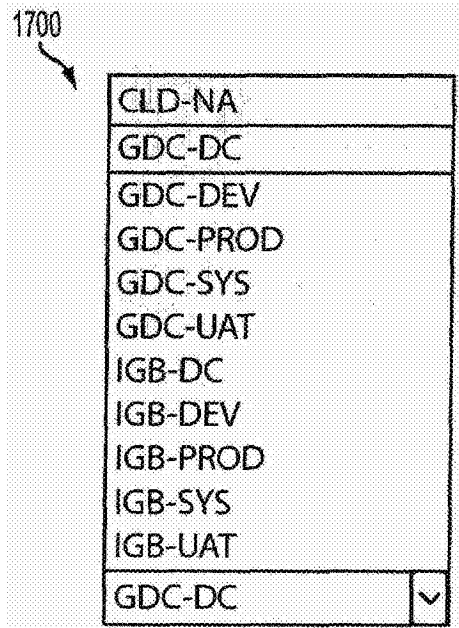 1700
CLD-NA
GDC-DC
GDC-DEV
GDC-PROD
GDC-SYS
GDC-UAT
IGB-DC
IGB-DEV
IGB-PROD
IGB-SYS
IGB-UAT
GDC-DC